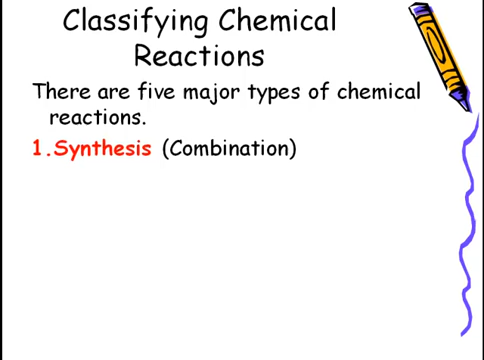 Classifying Chemical
Reactions
There are five major types of chemical
reactions.
1.Synthesis (Combination)